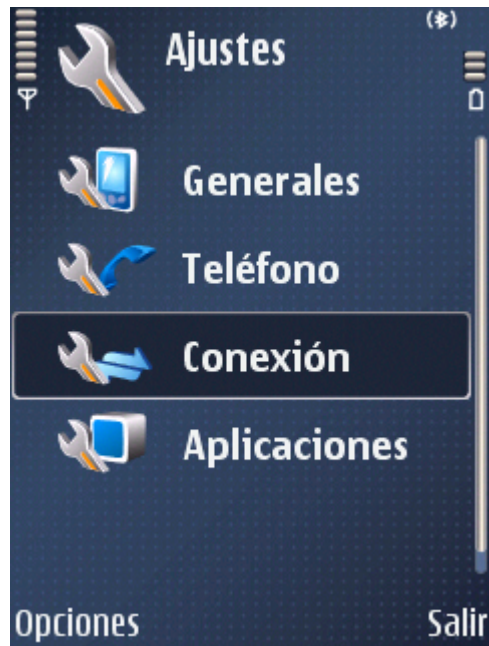 Ajustes
Generales
Teléfono
Conexión
Aplicaciones
Opciones Salir